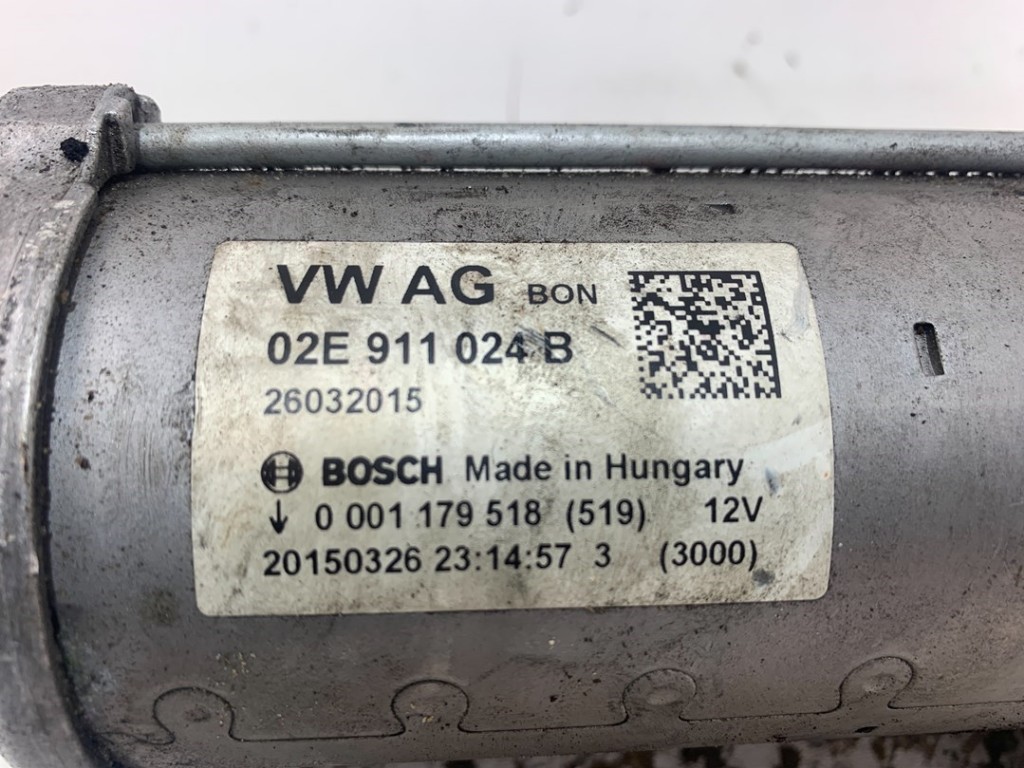 VW AG BON
02E 911 024 B
26032015
BOSCH Made in Hungary
↓ 0 001 179 518 (519) 12V
20150326 23:14:57 3 (3000)